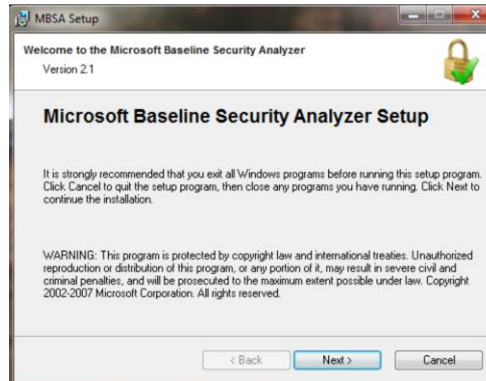 MBSA Setup
Welcome to the Microsoft Baseline Security Analyzer
Version 2.1
Microsoft Baseline Security Analyzer Setup
It is strongly recommended that you exit all Windows programs before running this setup program.
Click Cancel to quit the setup program, then close any programs you have running. Click Next to
continue the installation.
WARNING: This program is protected by copyright law and international treaties. Unauthorized
reproduction or distribution of this program, or any portion of it, may result in severe civil and
criminal penalties, and will be prosecuted to the maximum extent possible under law. Copyright
2002-2007 Microsoft Corporation. All rights reserved.
< Back Next > Cancel